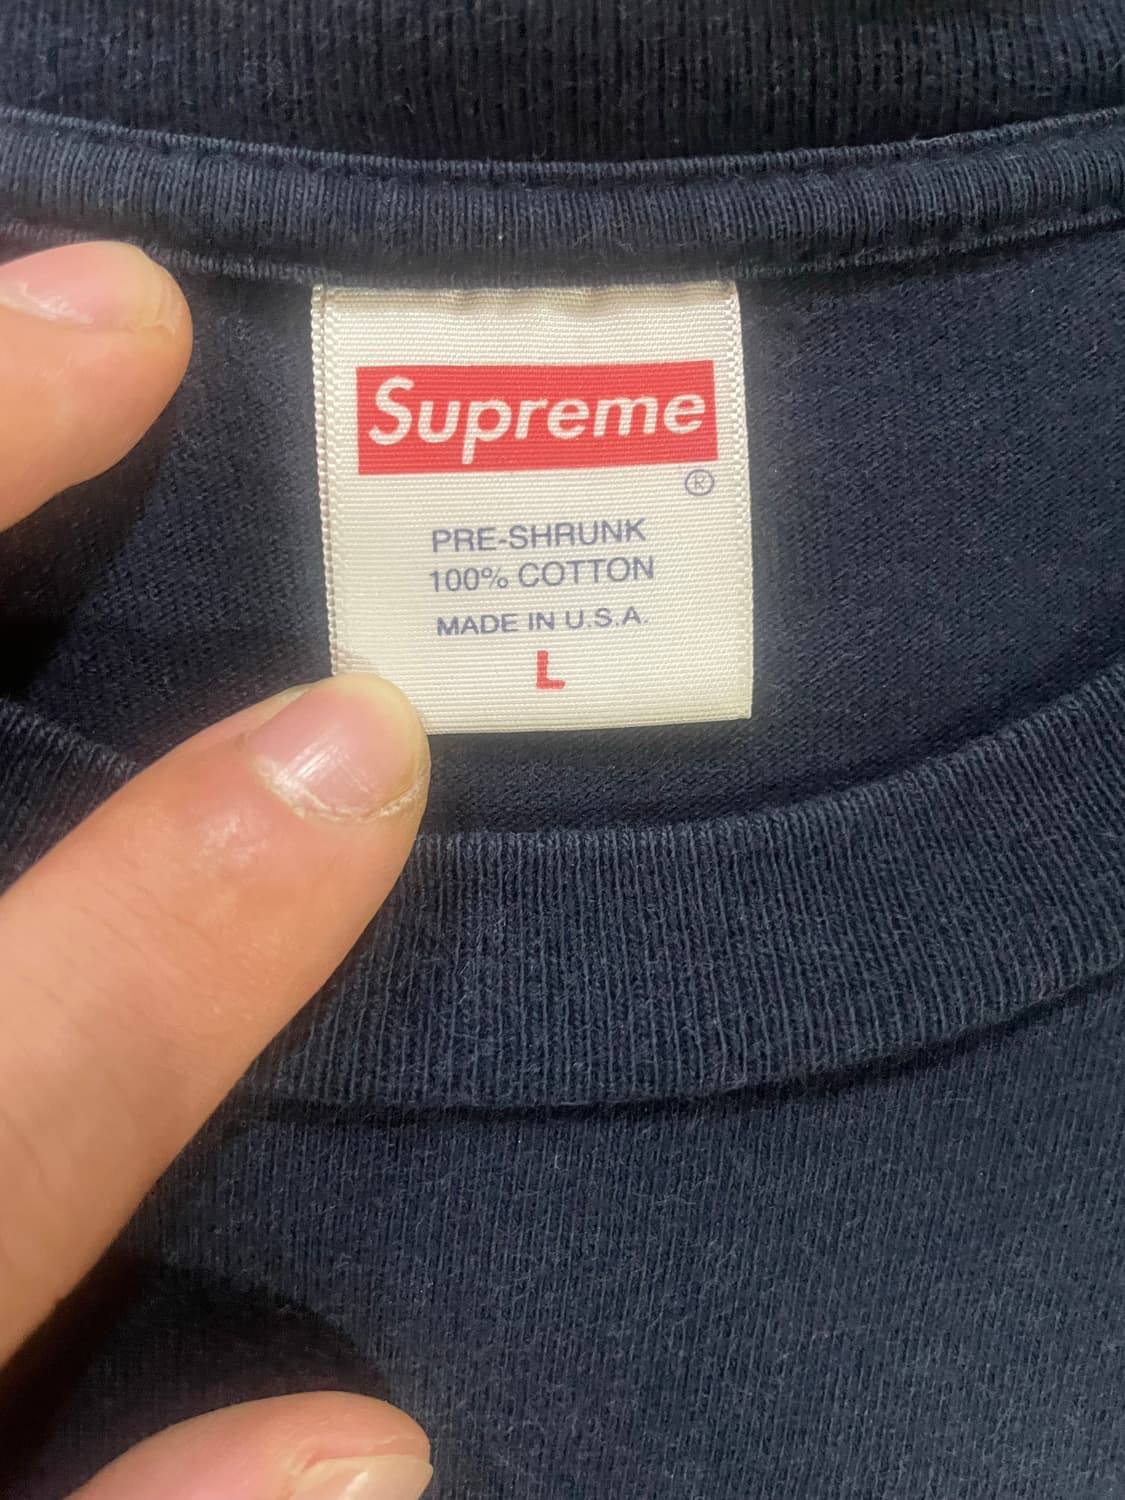 Supreme
®
PRE-SHRUNK
100% COTTON
MADE IN U.S.A.
L